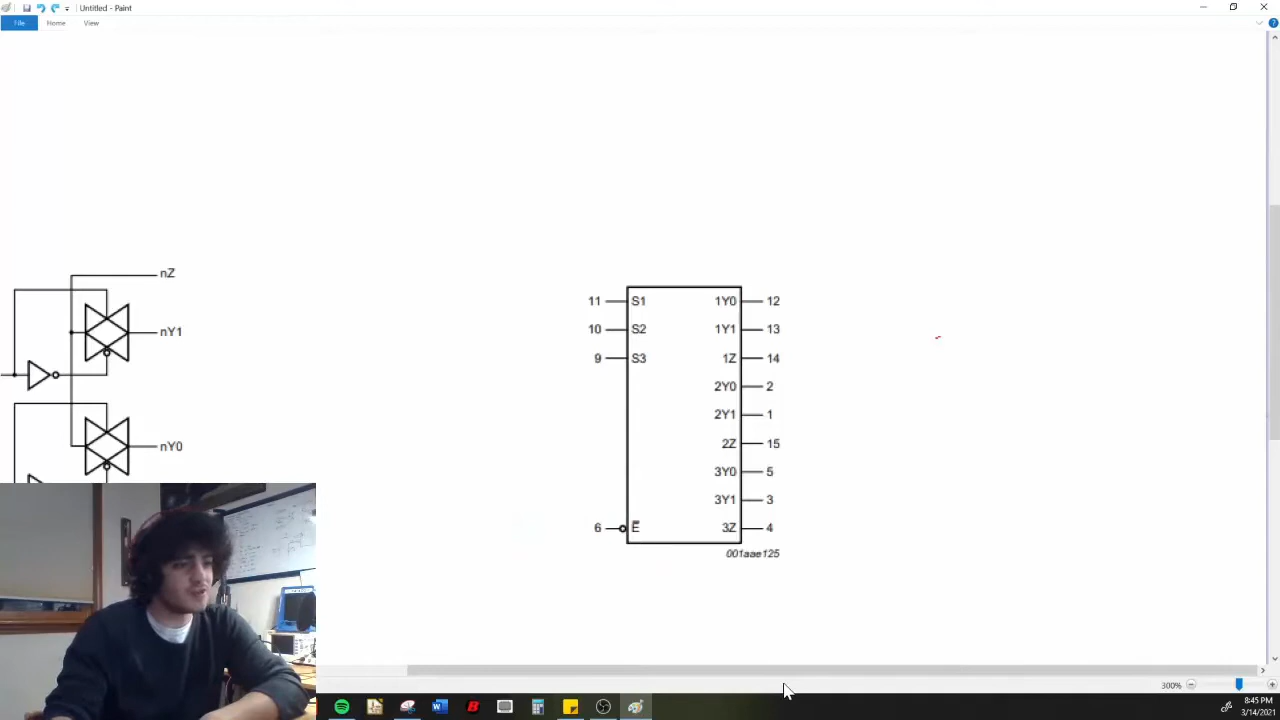 Untitled - Paint
File Home View
nZ
nY1
nY0
11 S1 1Y0 12
10 S2 1Y1 13
9 S3 1Z 14
2Y0 2
2Y1 1
2Z 15
3Y0 5
3Y1 3
6 E̅ 3Z 4
001aae125
300%
8:45 PM
3/14/2021